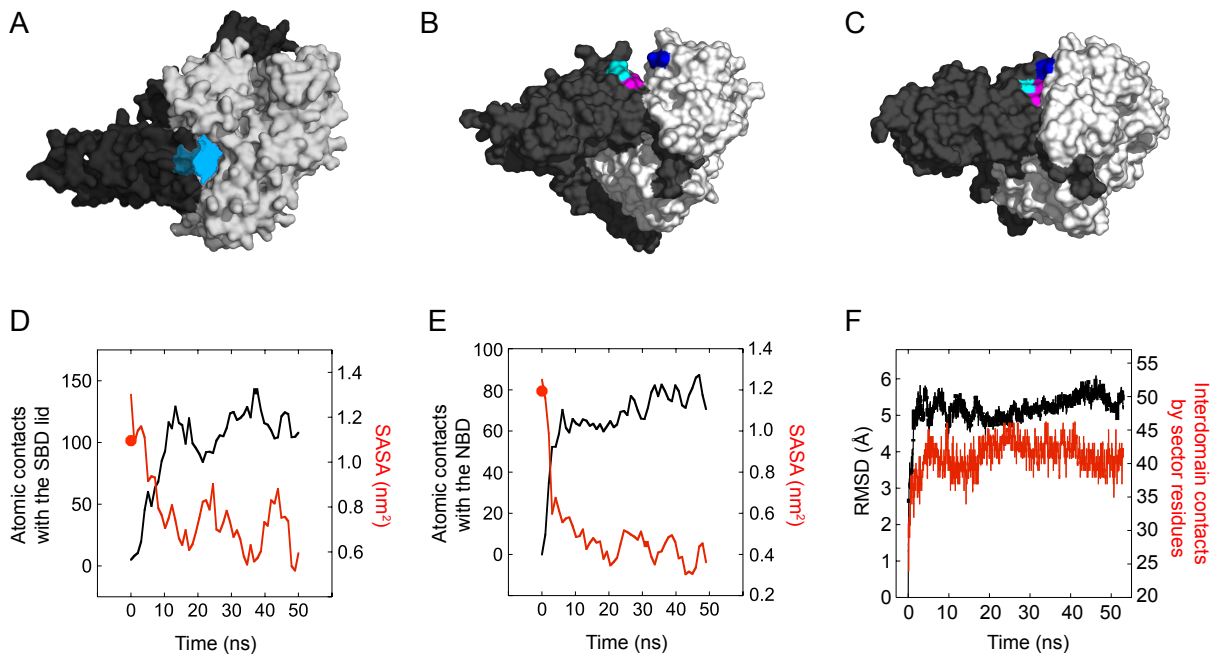 A
B
C
D
Atomic contacts
with the SBD lid
150
100
50
0
1.4
1.2
1.0
0.8
0.6
SASA (nm²)
0 10 20 30 40 50
Time (ns)
E
Atomic contacts
with the NBD
100
80
60
40
20
0
1.4
1.2
1.0
1.2
0.6
0.4
0.2
SASA (nm²)
0 10 20 30 40 50
Time (ns)
F
RMSD (Å)
6
5
4
3
2
1
0
55
50
45
40
35
30
25
20
Interdomain contacts
by sector residues
0 10 20 30 40 50
Time (ns)